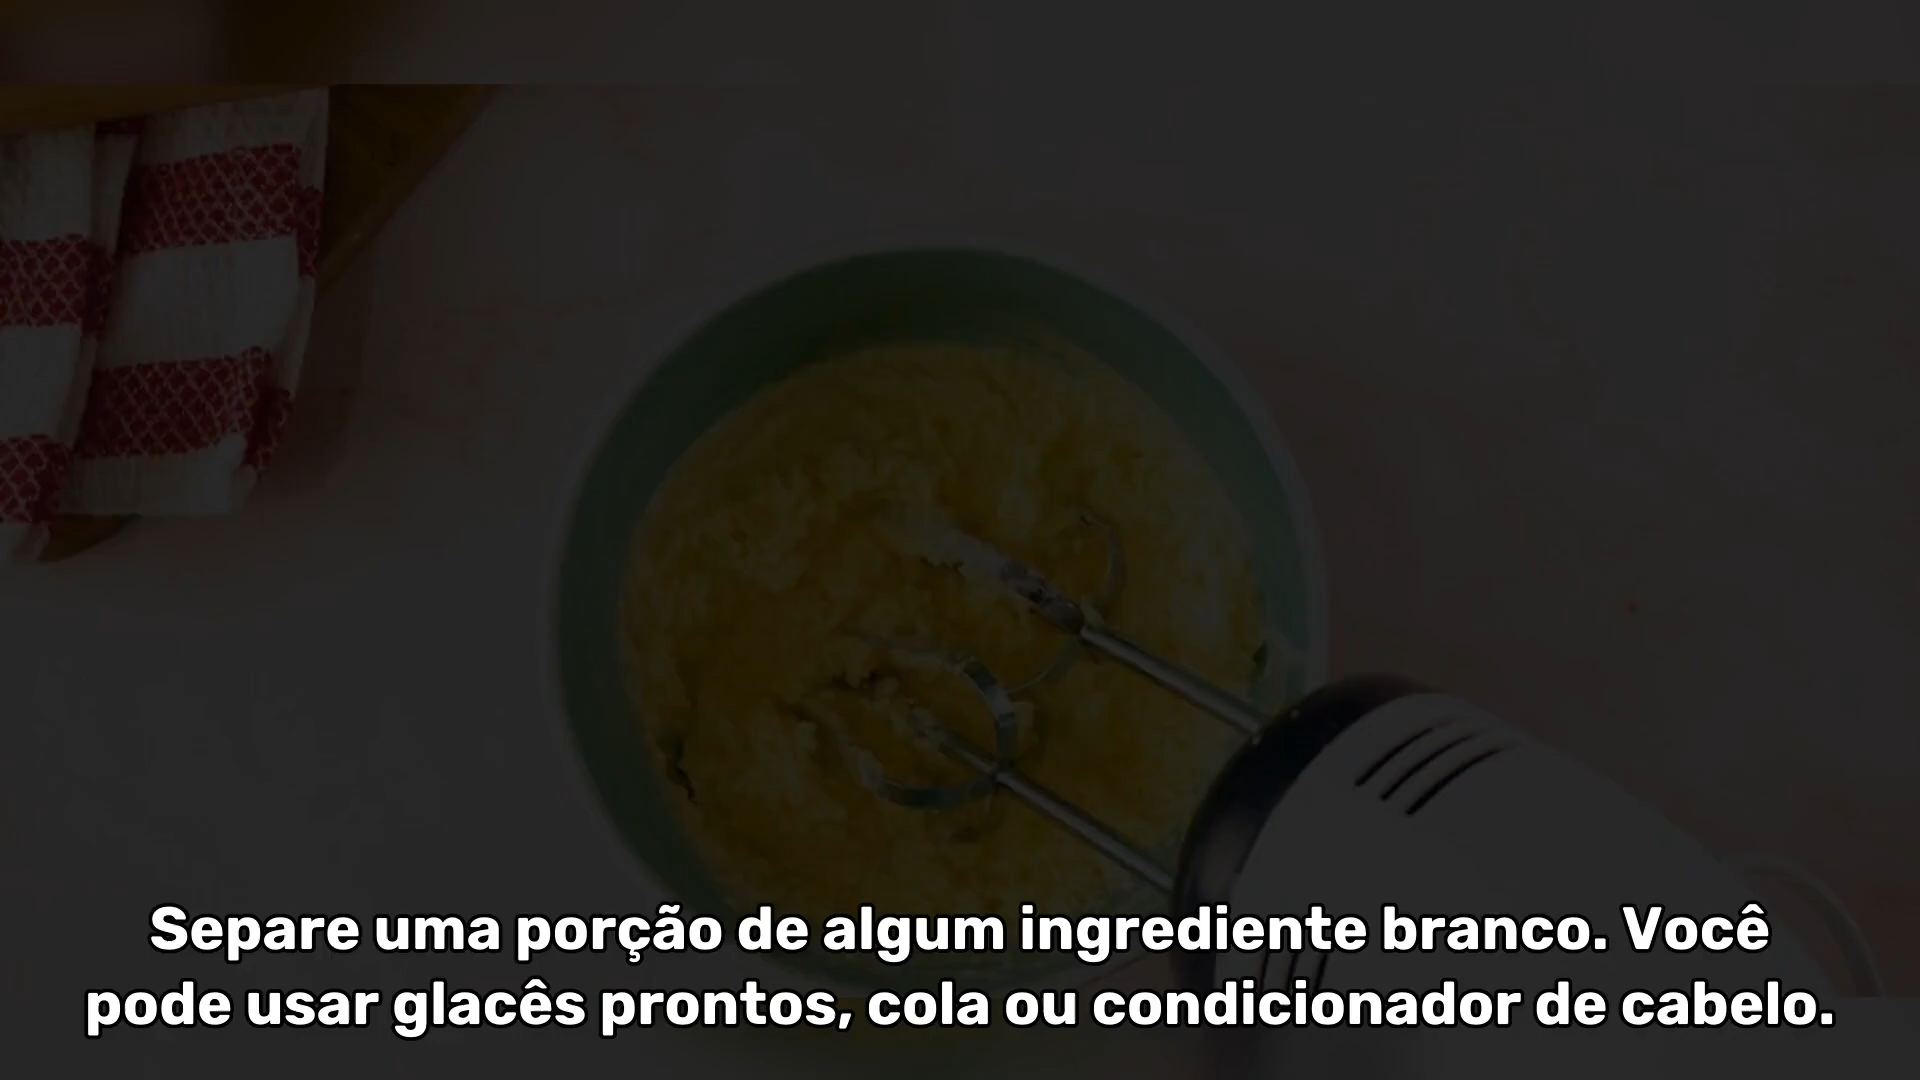 Separe uma porção de algum ingrediente branco. Você
pode usar glacês prontos, cola ou condicionador de cabelo.